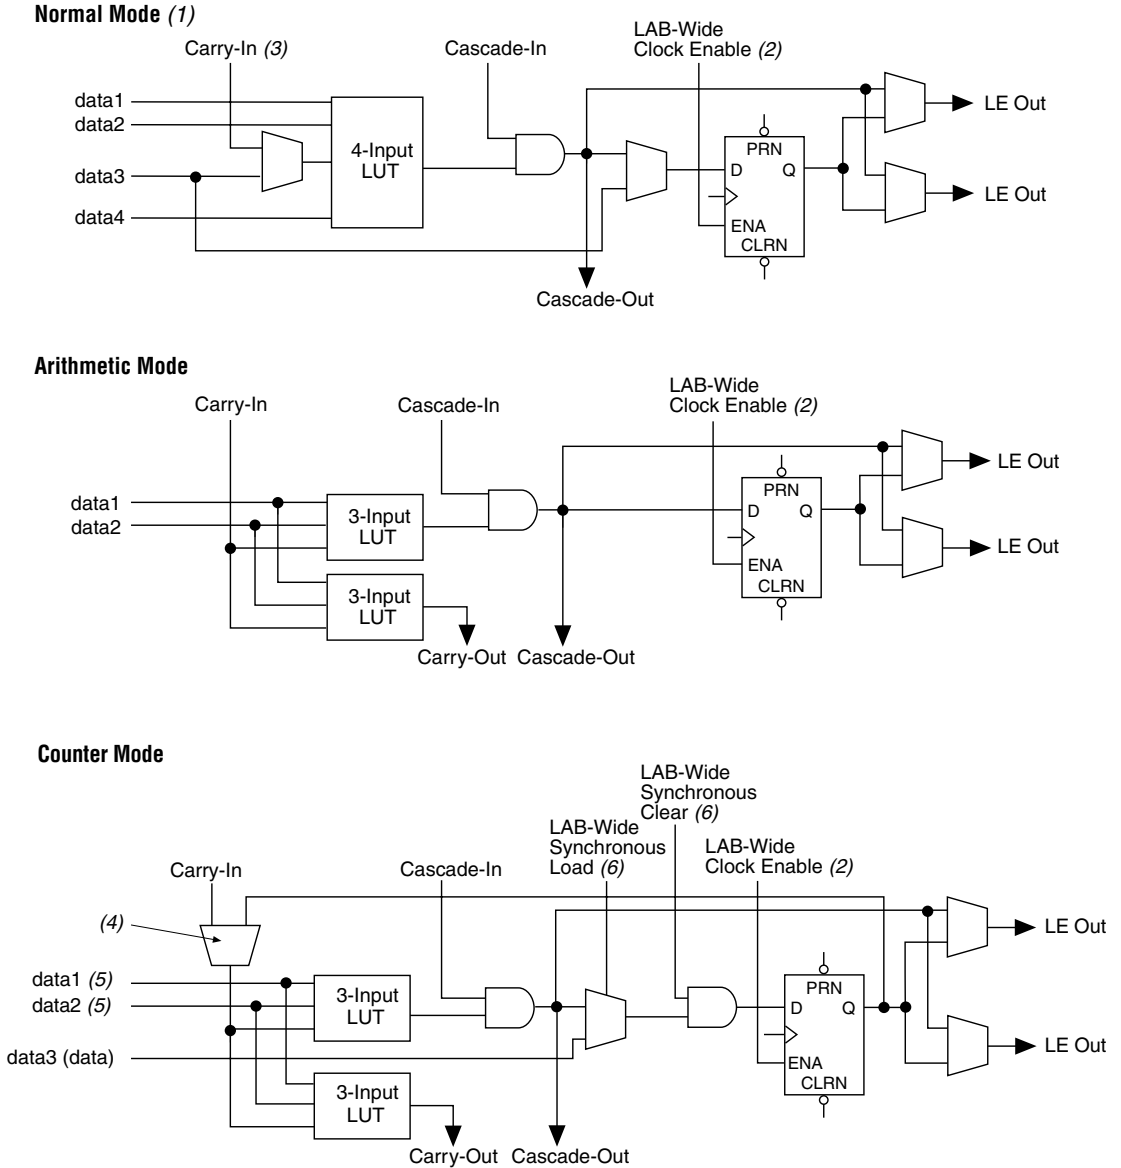 Normal Mode (1)
Carry-In (3)
Cascade-In
LAB-Wide
Clock Enable (2)
data1
data2
data3
data4
4-Input
LUT
PRN
D
Q
ENA
CLRN
LE Out
LE Out
Cascade-Out
Arithmetic Mode
Carry-In
Cascade-In
LAB-Wide
Clock Enable (2)
data1
data2
3-Input
LUT
3-Input
LUT
PRN
D
Q
ENA
CLRN
LE Out
LE Out
Carry-Out
Cascade-Out
Counter Mode
Carry-In
Cascade-In
LAB-Wide
Synchronous
Load (6)
LAB-Wide
Synchronous
Clear (6)
LAB-Wide
Clock Enable (2)
(4)
data1 (5)
data2 (5)
data3 (data)
3-Input
LUT
3-Input
LUT
PRN
D
Q
ENA
CLRN
LE Out
LE Out
Carry-Out
Cascade-Out